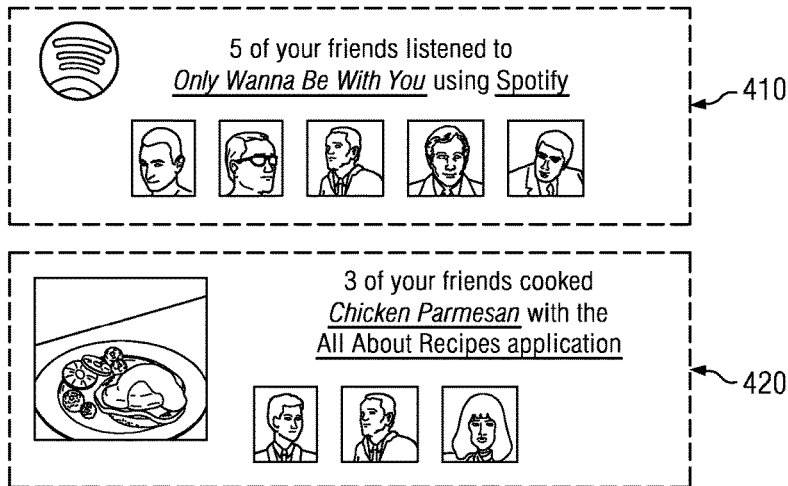 5 of your friends listened to
Only Wanna Be With You using Spotify
410
3 of your friends cooked
Chicken Parmesan with the
All About Recipes application
420